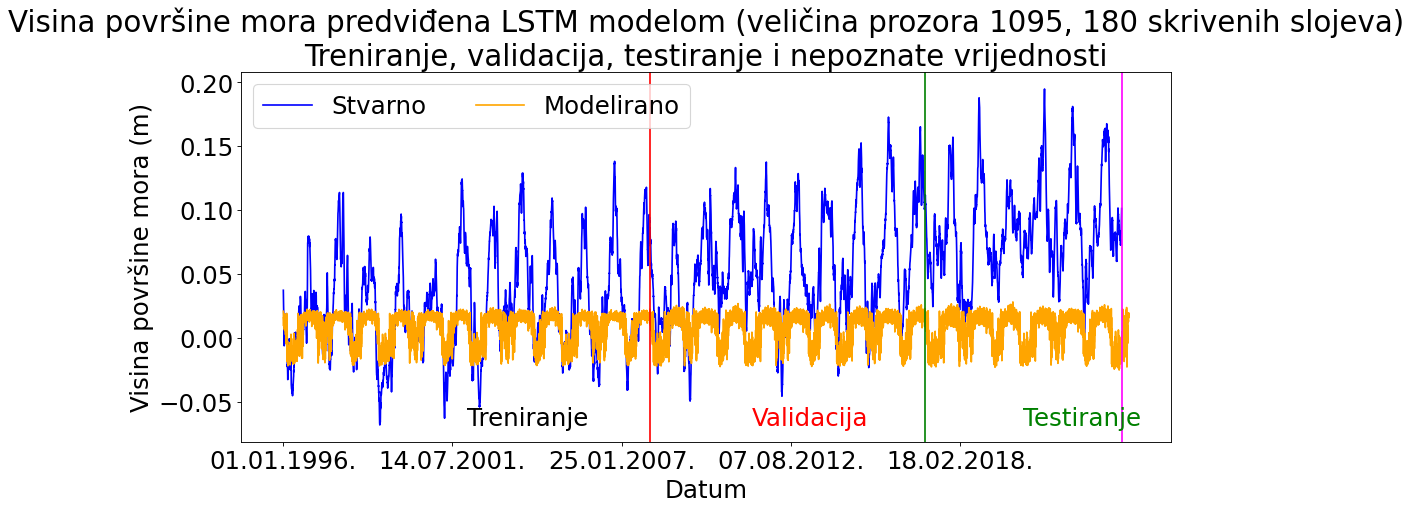 Visina površine mora predviđena LSTM modelom (veličina prozora 1095, 180 skrivenih slojeva)
Treniranje, validacija, testiranje i nepoznate vrijednosti
Stvarno
Modelirano
Visina površine mora (m)
0.20
0.15
0.10
0.05
0.00
−0.05
Treniranje
Validacija
Testiranje
01.01.1996.
14.07.2001.
25.01.2007.
07.08.2012.
18.02.2018.
Datum